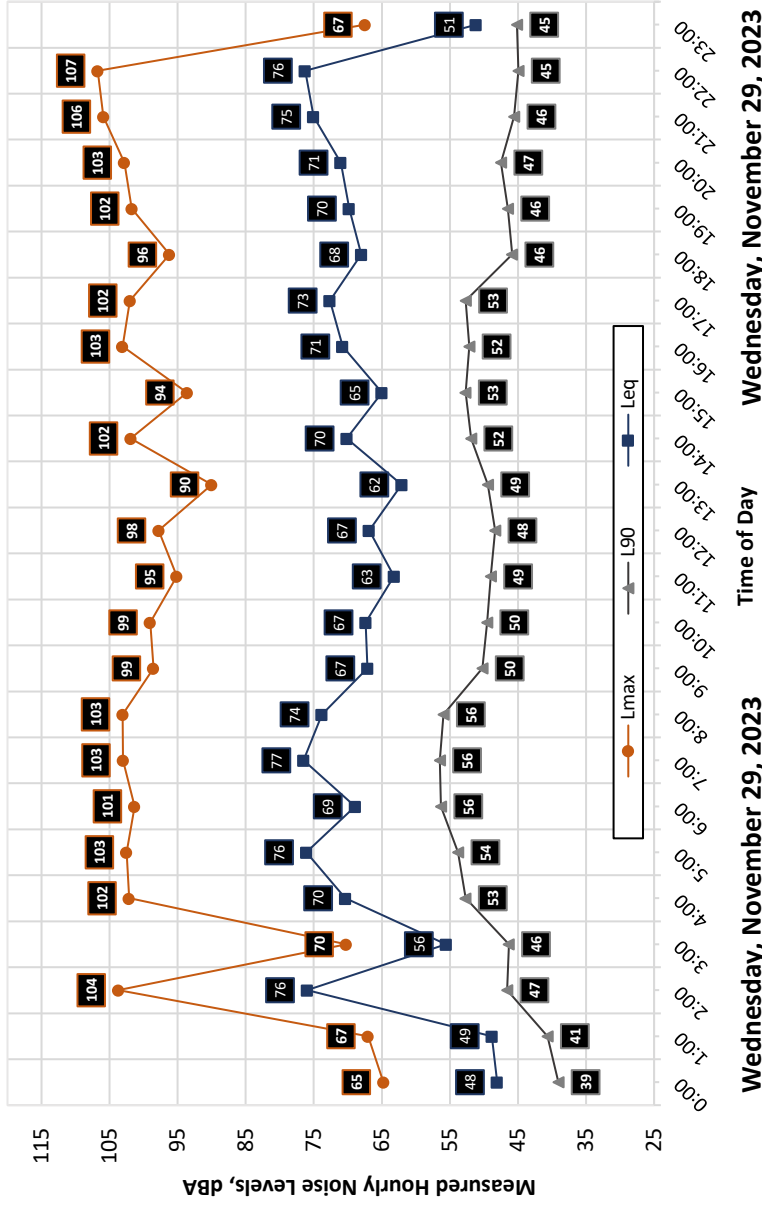 Measured Hourly Noise Levels, dBA
115
105
95
85
75
65
55
45
35
25
65 67 104 70 102 103 101 103 103 99 99 95 98 90 102 94 103 102 96 102 103 106 107 67
48 49 76 56 70 76 69 77 74 67 67 63 67 62 70 65 71 73 68 70 71 75 76 51
39 41 47 46 53 54 56 56 56 50 50 49 48 49 52 53 52 53 46 46 47 46 45 45
Lmax L90 Leq
0:00 1:00 2:00 3:00 4:00 5:00 6:00 7:00 8:00 9:00 10:00 11:00 12:00 13:00 14:00 15:00 16:00 17:00 18:00 19:00 20:00 21:00 22:00 23:00
Time of Day
Wednesday, November 29, 2023 Wednesday, November 29, 2023